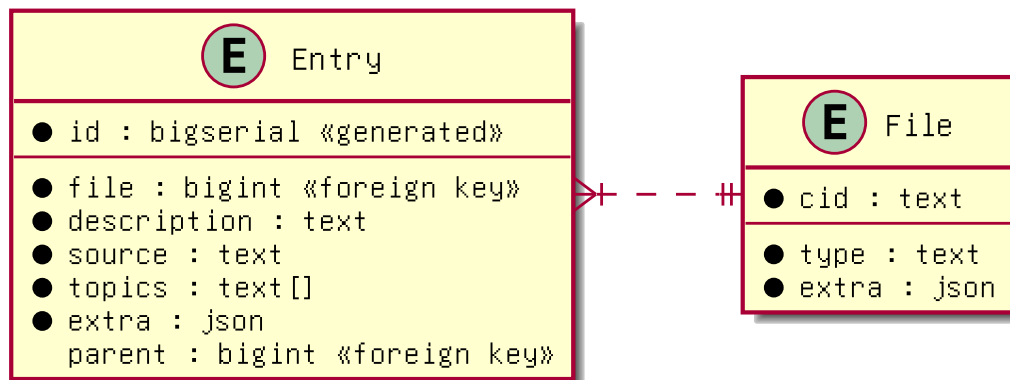 E Entry
● id : bigserial «generated»
● file : bigint «foreign key»
● description : text
● source : text
● topics : text[]
● extra : json
parent : bigint «foreign key»
E File
● cid : text
● type : text
● extra : json